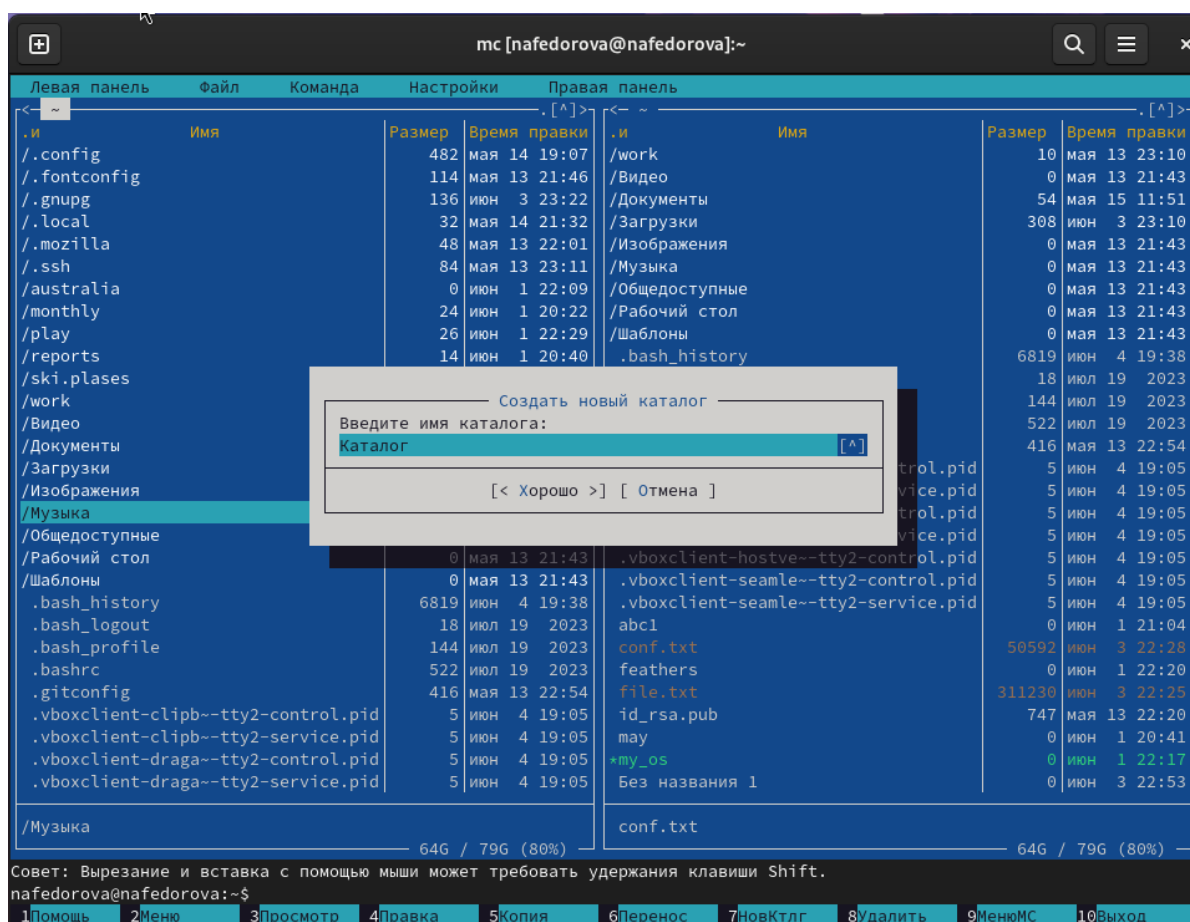 mc [nafedorova@nafedorova]:~
Левая панель Файл Команда Настройки Правая панель
<— ~ .[^]> <— ~ .[^]>
.и Имя Размер Время правки .и Имя Размер Время правки
/.config 482 мая 14 19:07 /work 10 мая 13 23:10
/.fontconfig 114 мая 13 21:46 /Видео 0 мая 13 21:43
/.gnupg 136 июн 3 23:22 /Документы 54 мая 15 11:51
/.local 32 мая 14 21:32 /Загрузки 308 июн 3 23:10
/.mozilla 48 мая 13 22:01 /Изображения 0 мая 13 21:43
/.ssh 84 мая 13 23:11 /Музыка 0 мая 13 21:43
/australia 0 июн 1 22:09 /Общедоступные 0 мая 13 21:43
/monthly 24 июн 1 20:22 /Рабочий стол 0 мая 13 21:43
/play 26 июн 1 22:29 /Шаблоны 0 мая 13 21:43
/reports 14 июн 1 20:40 .bash_history 6819 июн 4 19:38
/ski.plases 18 июл 19 2023
/work Создать новый каталог 144 июл 19 2023
/Видео Введите имя каталога: 522 июл 19 2023
/Документы Каталог [^] 416 мая 13 22:54
/Загрузки trol.pid 5 июн 4 19:05
/Изображения [< Хорошо >] [ Отмена ] vice.pid 5 июн 4 19:05
/Музыка trol.pid 5 июн 4 19:05
/Общедоступные vice.pid 5 июн 4 19:05
/Рабочий стол 0 мая 13 21:43 .vboxclient-hostve~-tty2-control.pid 5 июн 4 19:05
/Шаблоны 0 мая 13 21:43 .vboxclient-seamle~-tty2-control.pid 5 июн 4 19:05
.bash_history 6819 июн 4 19:38 .vboxclient-seamle~-tty2-service.pid 5 июн 4 19:05
.bash_logout 18 июл 19 2023 abc1 0 июн 1 21:04
.bash_profile 144 июл 19 2023 conf.txt 50592 июн 3 22:28
.bashrc 522 июл 19 2023 feathers 0 июн 1 22:20
.gitconfig 416 мая 13 22:54 file.txt 311230 июн 3 22:25
.vboxclient-clipb~-tty2-control.pid 5 июн 4 19:05 id_rsa.pub 747 мая 13 22:20
.vboxclient-clipb~-tty2-service.pid 5 июн 4 19:05 may 0 июн 1 20:41
.vboxclient-draga~-tty2-control.pid 5 июн 4 19:05 *my_os 0 июн 1 22:17
.vboxclient-draga~-tty2-service.pid 5 июн 4 19:05 Без названия 1 0 июн 3 22:53
/Музыка conf.txt
64G / 79G (80%) 64G / 79G (80%)
Совет: Вырезание и вставка с помощью мыши может требовать удержания клавиши Shift.
nafedorova@nafedorova:~$
1Помощь 2Меню 3Просмотр 4Правка 5Копия 6Перенос 7НовКтлг 8Удалить 9МенюMC 10Выход